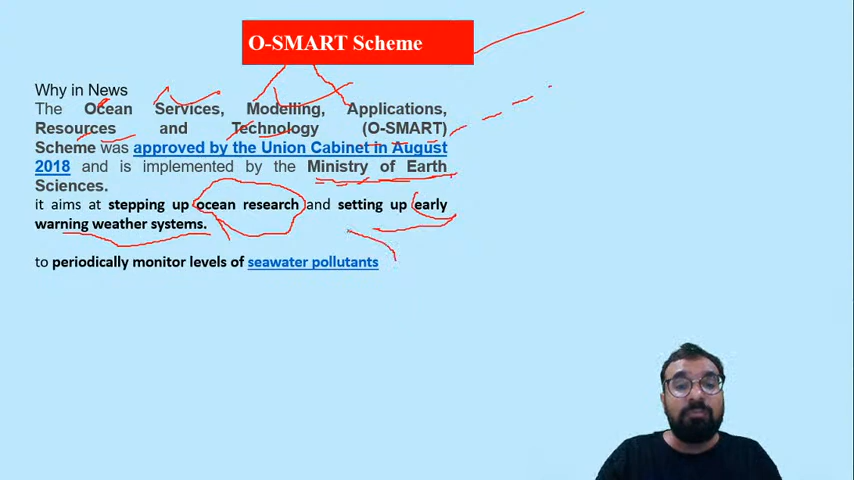 O-SMART Scheme
Why in News
The Ocean Services, Modelling, Applications,
Resources and Technology (O-SMART)
Scheme was approved by the Union Cabinet in August
2018 and is implemented by the Ministry of Earth
Sciences.
it aims at stepping up ocean research and setting up early
warning weather systems.
to periodically monitor levels of seawater pollutants